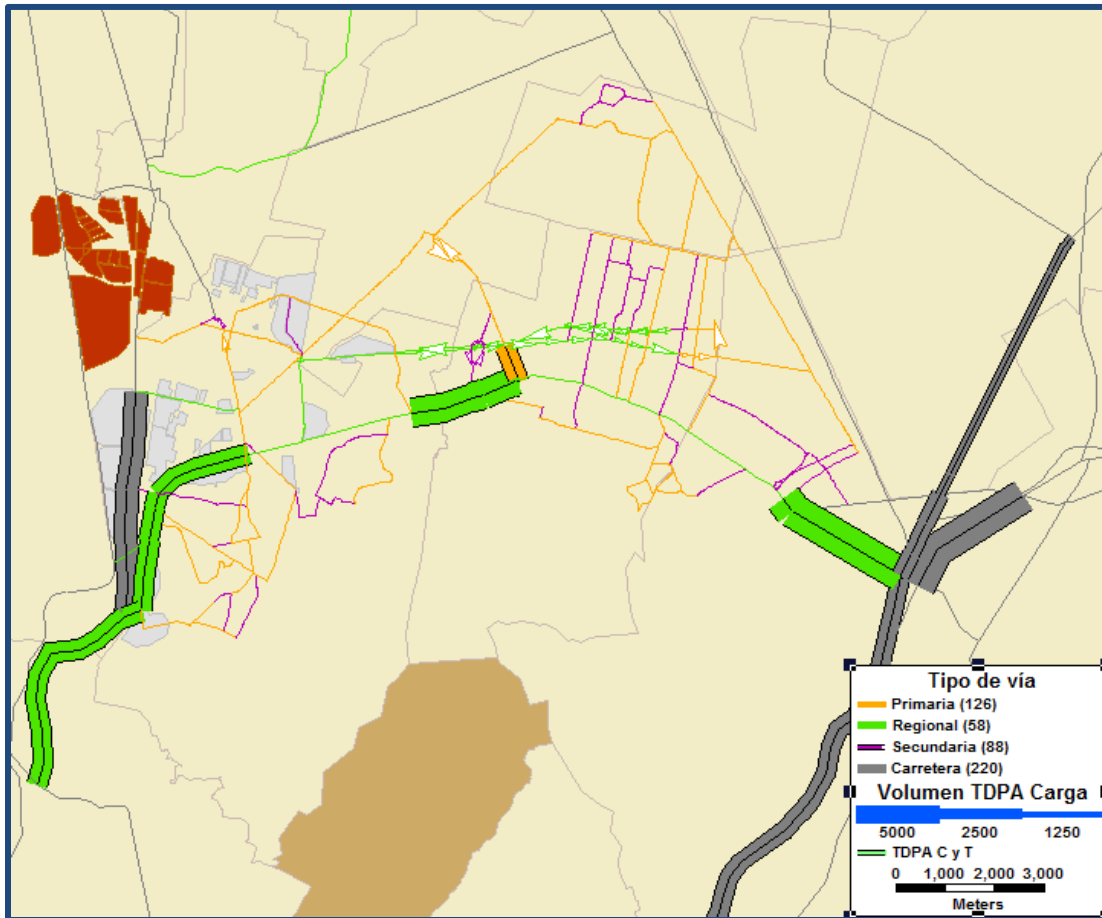 Tipo de vía
Primaria (126)
Regional (58)
Secundaria (88)
Carretera (220)
Volumen TDPA Carga
5000 2500 1250
TDPA C y T
0 1,000 2,000 3,000
Meters